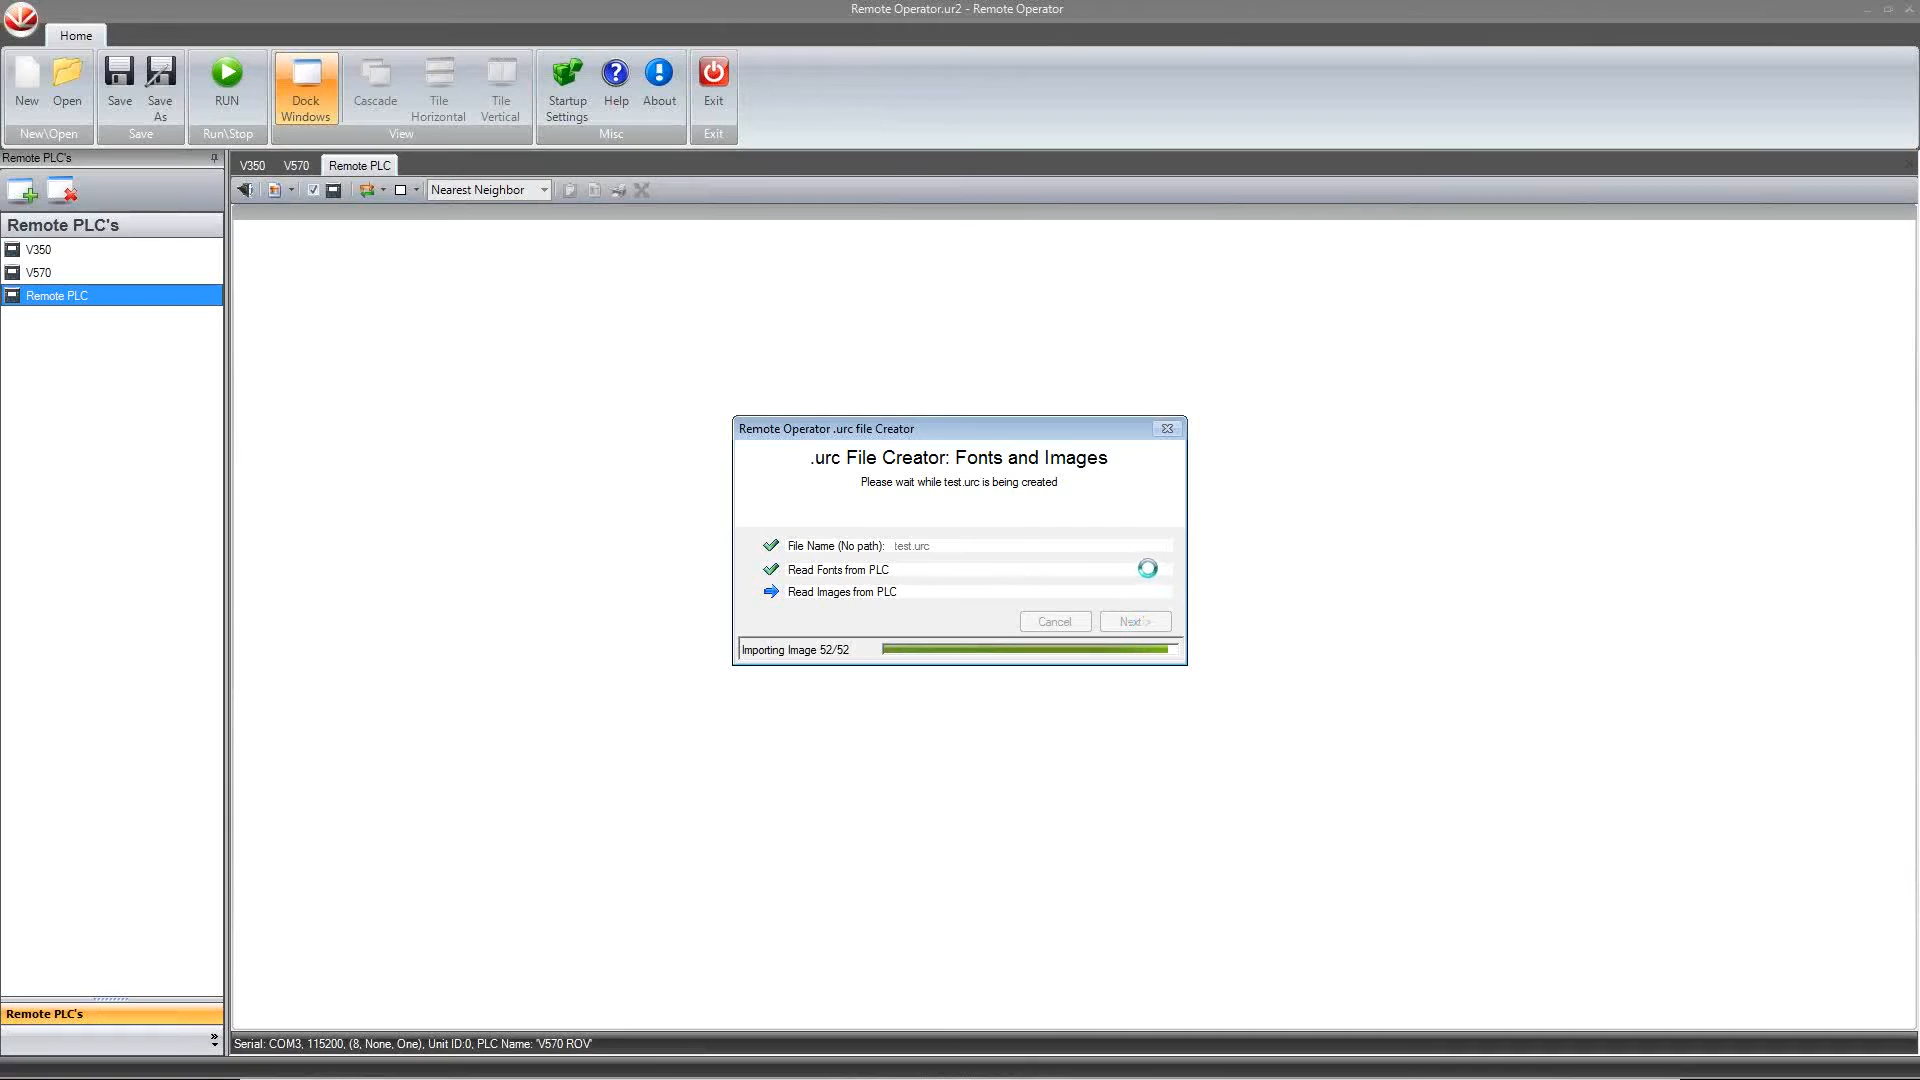 Remote Operator.ur2 - Remote Operator
Home
New
Open
Save
Save As
RUN
Dock Windows
Cascade
Tile Horizontal
Tile Vertical
Startup Settings
Help
About
Exit
New\Open
Save
Run\Stop
View
Misc
Exit
Remote PLC's
V350
V570
Remote PLC
Nearest Neighbor
Remote PLC's
V350
V570
Remote PLC
Remote Operator .urc file Creator
.urc File Creator: Fonts and Images
Please wait while test.urc is being created
File Name (No path): test.urc
Read Fonts from PLC
Read Images from PLC
Cancel
Next >
Importing Image 52/52
Remote PLC's
Serial: COM3, 115200, (8, None, One), Unit ID:0, PLC Name: 'V570 ROV'